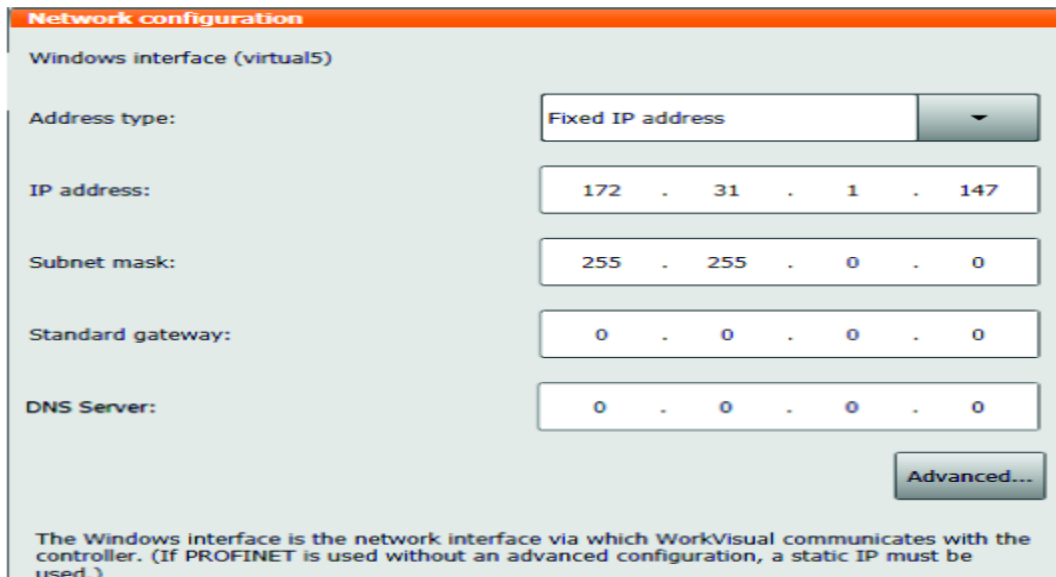 Network configuration
Windows interface (virtual5)
Address type: Fixed IP address
IP address: 172 . 31 . 1 . 147
Subnet mask: 255 . 255 . 0 . 0
Standard gateway: 0 . 0 . 0 . 0
DNS Server: 0 . 0 . 0 . 0
Advanced...
The Windows interface is the network interface via which WorkVisual communicates with the
controller. (If PROFINET is used without an advanced configuration, a static IP must be
used.)